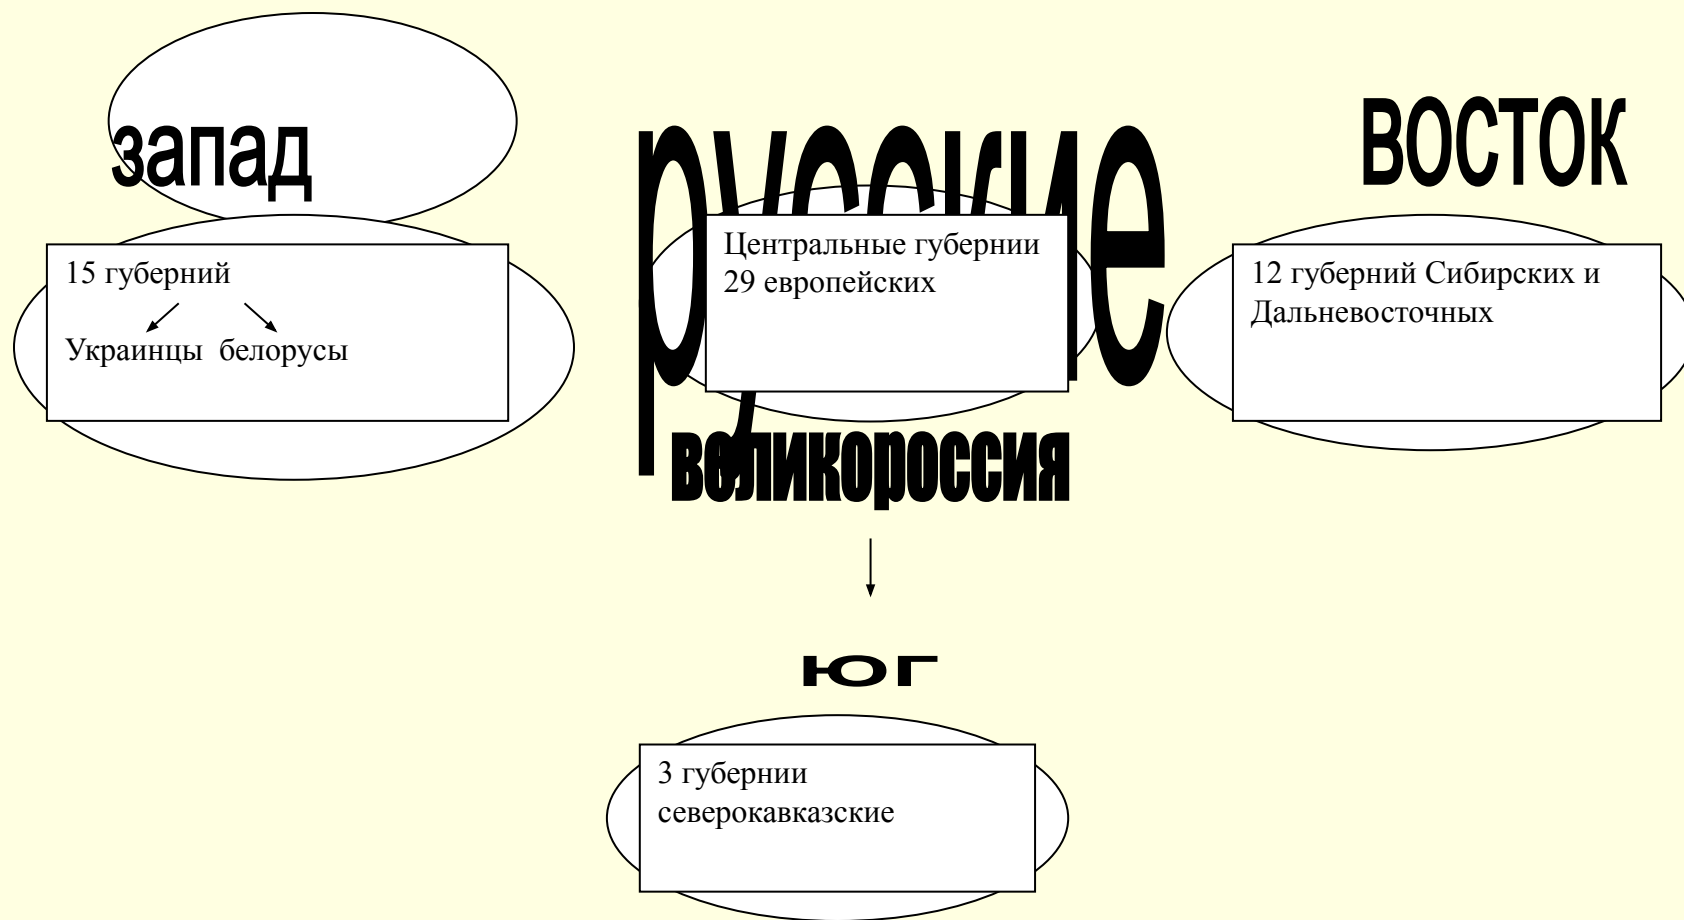 запад
15 губерний
Украинцы белорусы
русские
Центральные губернии
29 европейских
великороссия
ВОСТОК
12 губерний Сибирских и
Дальневосточных
юг
3 губернии
северокавказские